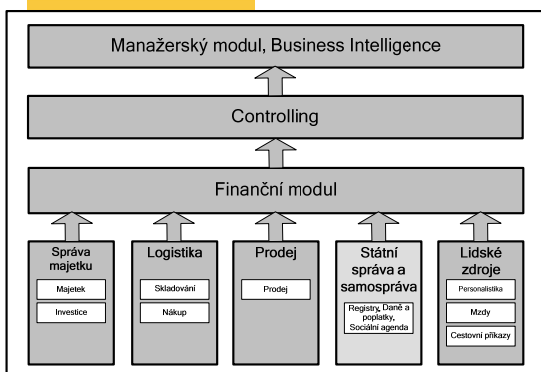 Manažerský modul, Business Intelligence
Controlling
Finanční modul
Správa
majetku
Majetek
Investice
Logistika
Skladování
Nákup
Prodej
Prodej
Státní
správa a
samospráva
Registry, Daně a
poplatky,
Sociální agenda
Lidské
zdroje
Personalistika
Mzdy
Cestovní příkazy